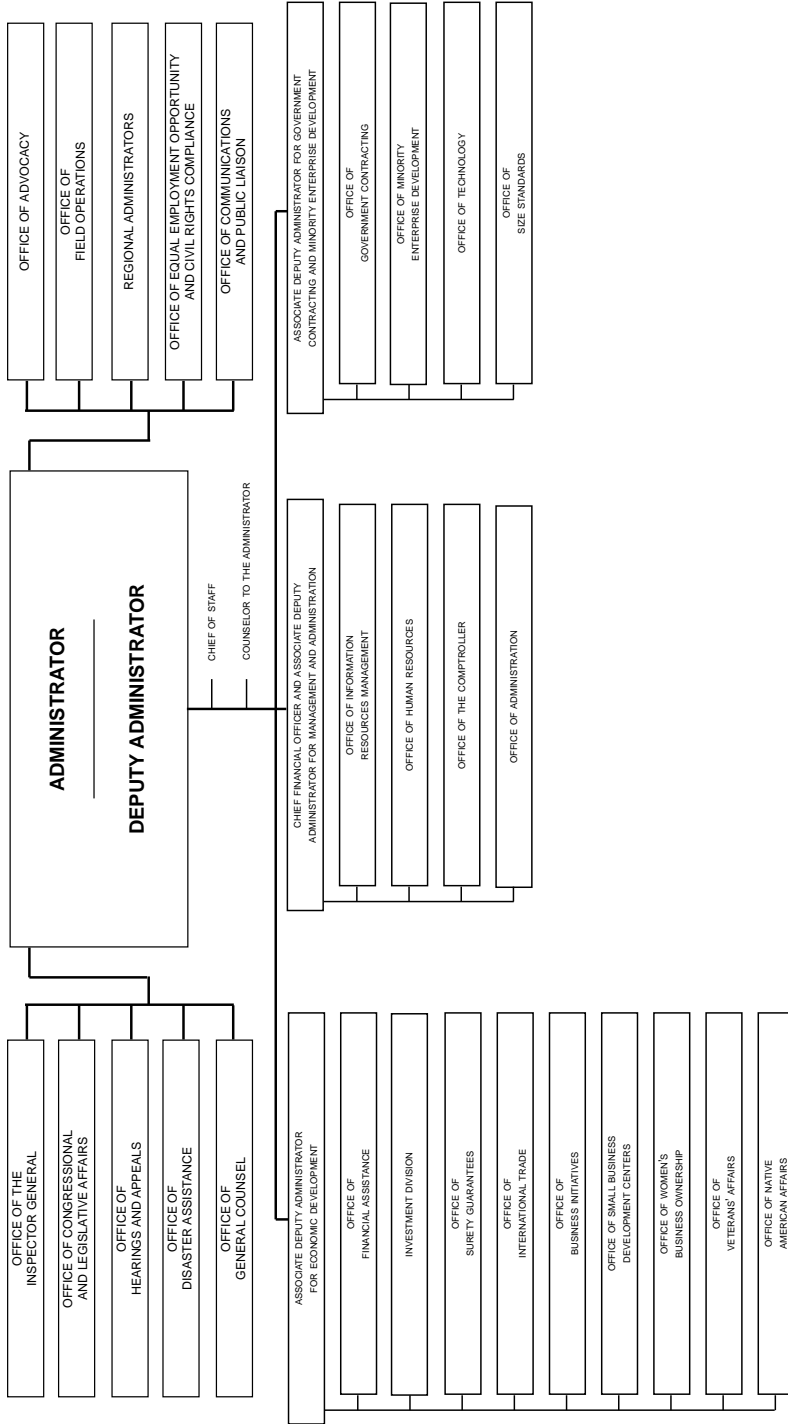 ADMINISTRATOR
DEPUTY ADMINISTRATOR
CHIEF OF STAFF
COUNSELOR TO THE ADMINISTRATOR
OFFICE OF THE
INSPECTOR GENERAL
OFFICE OF CONGRESSIONAL
AND LEGISLATIVE AFFAIRS
OFFICE OF
HEARINGS AND APPEALS
OFFICE OF
DISASTER ASSISTANCE
OFFICE OF
GENERAL COUNSEL
OFFICE OF ADVOCACY
OFFICE OF
FIELD OPERATIONS
REGIONAL ADMINISTRATORS
OFFICE OF EQUAL EMPLOYMENT OPPORTUNITY
AND CIVIL RIGHTS COMPLIANCE
OFFICE OF COMMUNICATIONS
AND PUBLIC LIAISON
ASSOCIATE DEPUTY ADMINISTRATOR
FOR ECONOMIC DEVELOPMENT
OFFICE OF
FINANCIAL ASSISTANCE
INVESTMENT DIVISION
OFFICE OF
SURETY GUARANTEES
OFFICE OF
INTERNATIONAL TRADE
OFFICE OF
BUSINESS INITIATIVES
OFFICE OF SMALL BUSINESS
DEVELOPMENT CENTERS
OFFICE OF WOMEN'S
BUSINESS OWNERSHIP
OFFICE OF
VETERANS' AFFAIRS
OFFICE OF NATIVE
AMERICAN AFFAIRS
CHIEF FINANCIAL OFFICER AND ASSOCIATE DEPUTY
ADMINISTRATOR FOR MANAGEMENT AND ADMINISTRATION
OFFICE OF INFORMATION
RESOURCES MANAGEMENT
OFFICE OF HUMAN RESOURCES
OFFICE OF THE COMPTROLLER
OFFICE OF ADMINISTRATION
ASSOCIATE DEPUTY ADMINISTRATOR FOR GOVERNMENT
CONTRACTING AND MINORITY ENTERPRISE DEVELOPMENT
OFFICE OF
GOVERNMENT CONTRACTING
OFFICE OF MINORITY
ENTERPRISE DEVELOPMENT
OFFICE OF TECHNOLOGY
OFFICE OF
SIZE STANDARDS